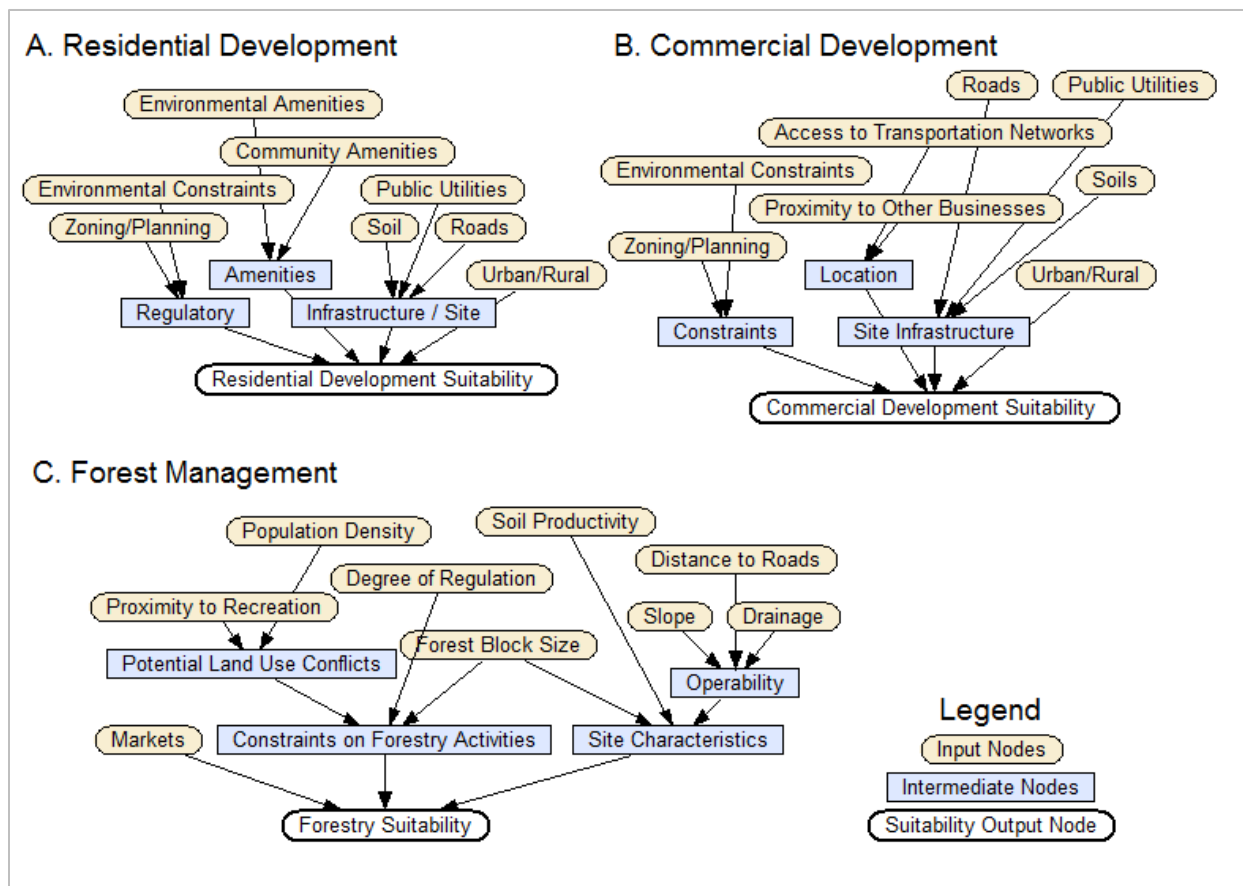 A. Residential Development
Environmental Amenities
Community Amenities
Environmental Constraints
Public Utilities
Zoning/Planning
Soil
Roads
Amenities
Urban/Rural
Regulatory
Infrastructure / Site
Residential Development Suitability
B. Commercial Development
Roads
Public Utilities
Access to Transportation Networks
Environmental Constraints
Soils
Proximity to Other Businesses
Zoning/Planning
Location
Urban/Rural
Constraints
Site Infrastructure
Commercial Development Suitability
C. Forest Management
Population Density
Soil Productivity
Distance to Roads
Degree of Regulation
Proximity to Recreation
Slope
Drainage
Forest Block Size
Potential Land Use Conflicts
Operability
Markets
Constraints on Forestry Activities
Site Characteristics
Forestry Suitability
Legend
Input Nodes
Intermediate Nodes
Suitability Output Node